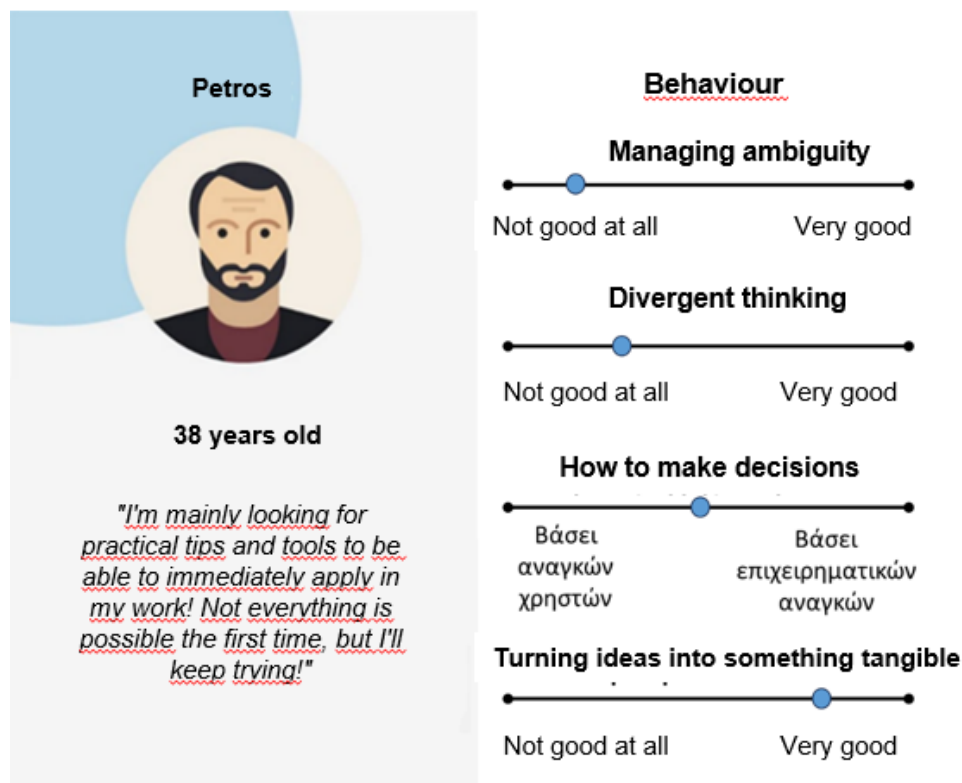 Petros
38 years old
"I'm mainly looking for
practical tips and tools to be
able to immediately apply in
my work! Not everything is
possible the first time, but I'll
keep trying!"
Behaviour
Managing ambiguity
Not good at all Very good
Divergent thinking
Not good at all Very good
How to make decisions
Βάσει
αναγκών
χρηστών
Βάσει
επιχειρηματικών
αναγκών
Turning ideas into something tangible
Not good at all Very good